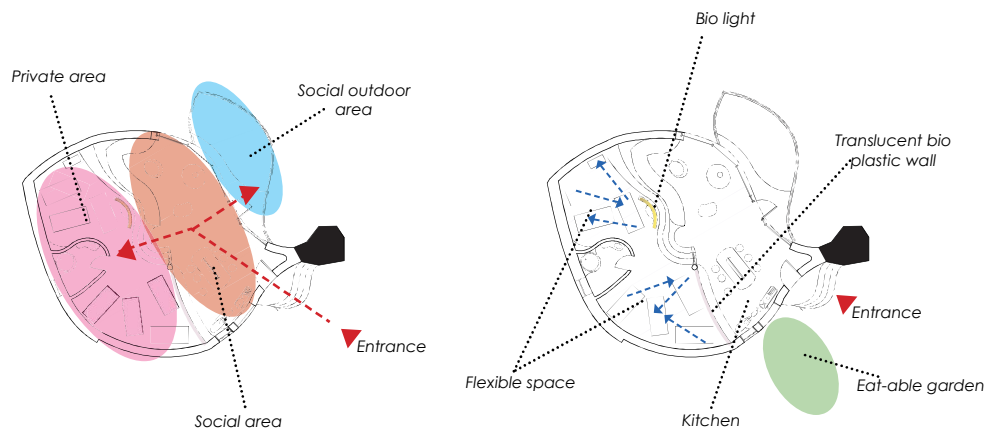 Private area
Social outdoor
area
Entrance
Social area
Bio light
Translucent bio
plastic wall
Entrance
Flexible space
Eat-able garden
Kitchen